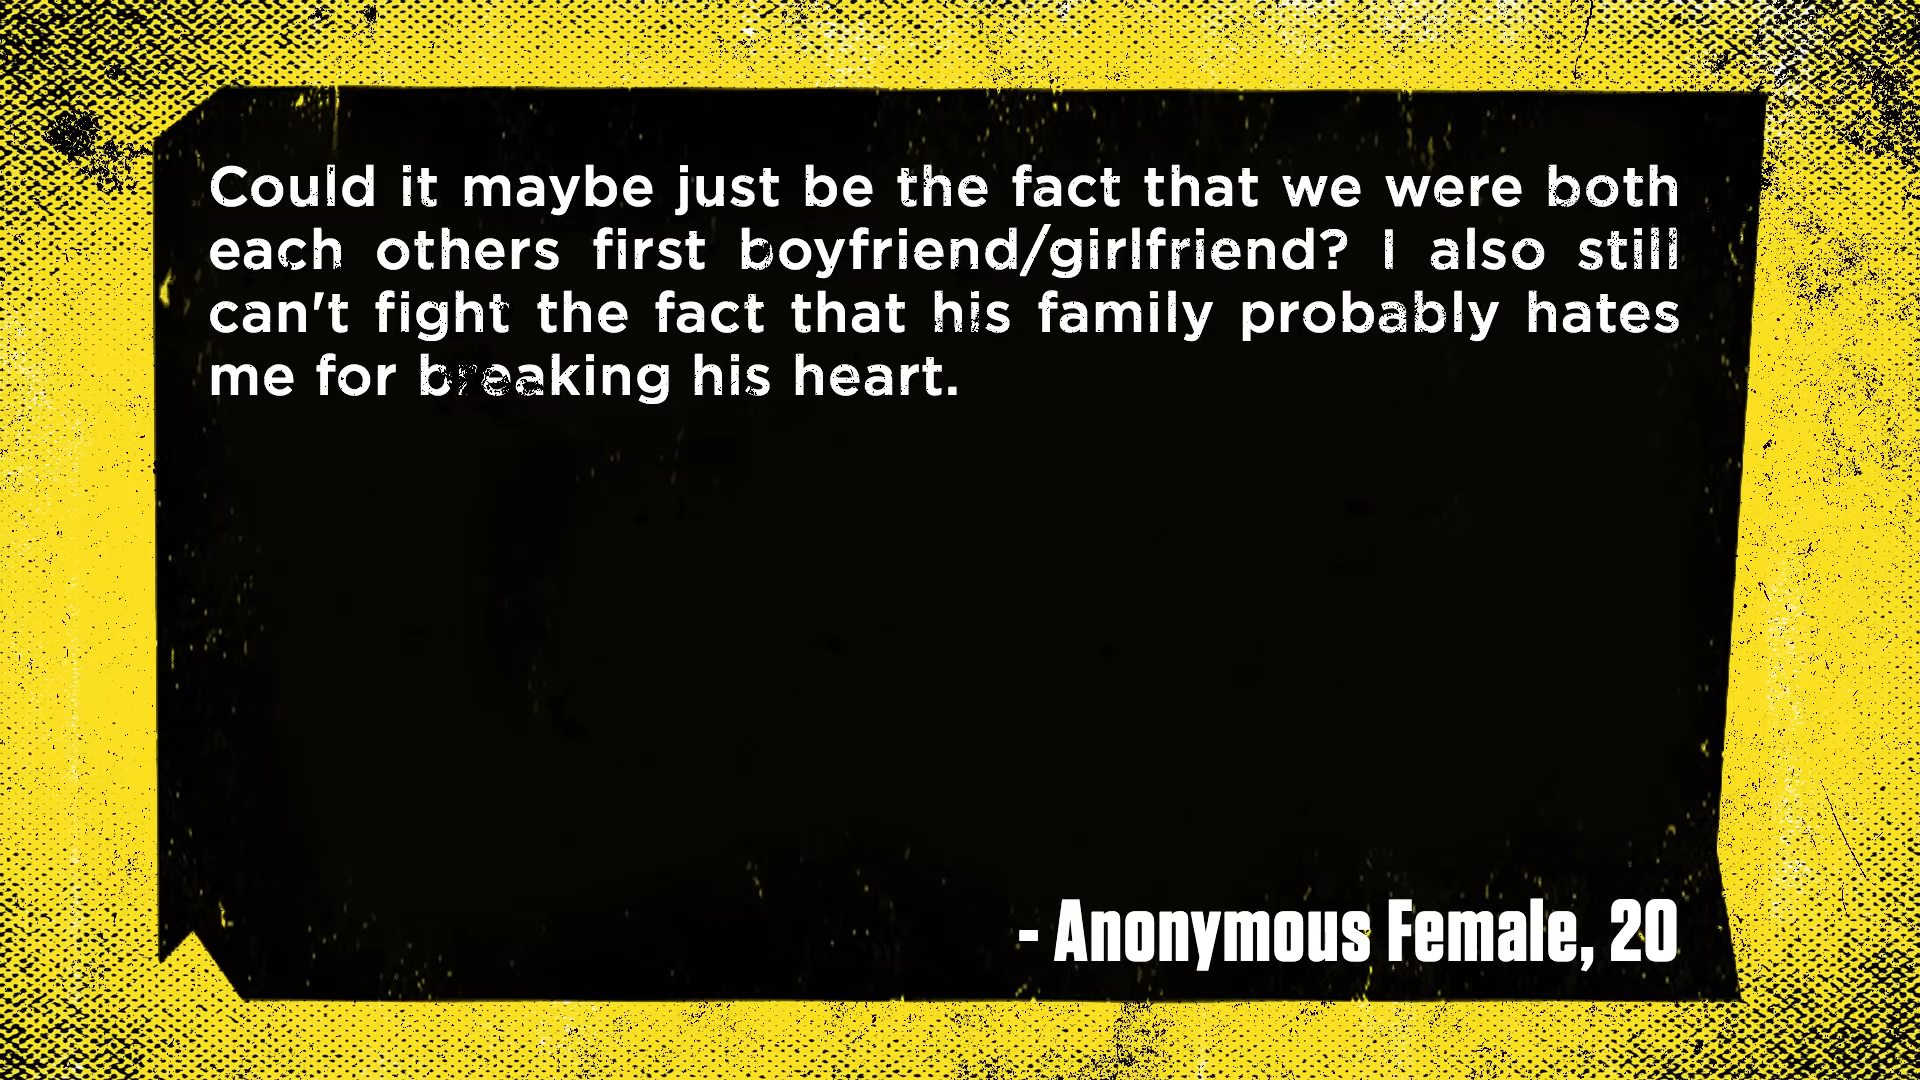 Could it maybe just be the fact that we were both
each others first boyfriend/girlfriend? I also still
can't fight the fact that his family probably hates
me for breaking his heart.
- Anonymous Female, 20